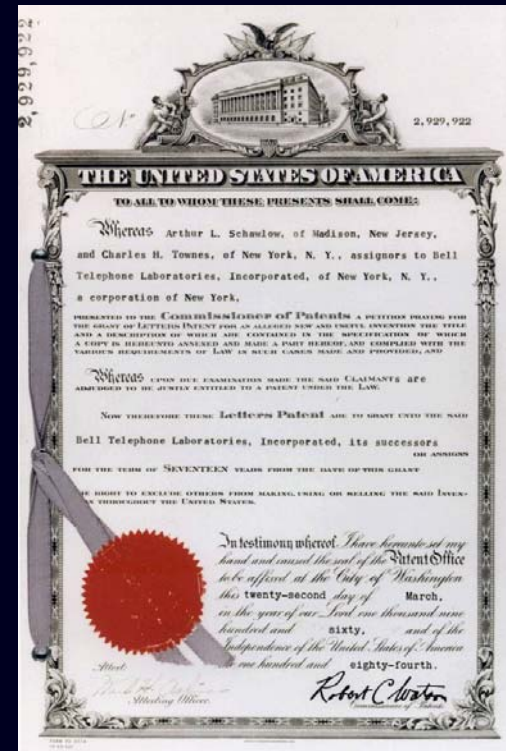 2,929,922
No
2,929,922
THE UNITED STATES OF AMERICA
TO ALL TO WHOM THESE PRESENTS SHALL COME:
Whereas Arthur L. Schawlow, of Madison, New Jersey,
and Charles H. Townes, of New York, N. Y., assignors to Bell
Telephone Laboratories, Incorporated, of New York, N. Y.,
a corporation of New York,
PRESENTED TO THE Commissioner of Patents A PETITION PRAYING FOR
THE GRANT OF LETTERS PATENT FOR AN ALLEGED NEW AND USEFUL INVENTION THE TITLE
AND A DESCRIPTION OF WHICH ARE CONTAINED IN THE SPECIFICATION OF WHICH
A COPY IS HEREUNTO ANNEXED AND MADE A PART HEREOF, AND COMPLIED WITH THE
VARIOUS REQUIREMENTS OF LAW IN SUCH CASES MADE AND PROVIDED, AND
Whereas UPON DUE EXAMINATION MADE THE SAID CLAIMANTS are
ADJUDGED TO BE JUSTLY ENTITLED TO A PATENT UNDER THE LAW.
NOW THEREFORE THESE Letters Patent ARE TO GRANT UNTO THE SAID
Bell Telephone Laboratories, Incorporated, its successors
OR ASSIGNS
FOR THE TERM OF SEVENTEEN YEARS FROM THE DATE OF THIS GRANT
HE RIGHT TO EXCLUDE OTHERS FROM MAKING, USING OR SELLING THE SAID INVEN-
THROUGHOUT THE UNITED STATES.
In testimony whereof I have hereunto set my
hand and caused the seal of the Patent Office
to be affixed at the City of Washington
this twenty-second day of March,
in the year of our Lord one thousand nine
hundred and sixty, and of the
Independence of the United States of America
one hundred and eighty-fourth.
Attest:
Robert C Watson
Attesting Officer.
Commissioner of Patents.